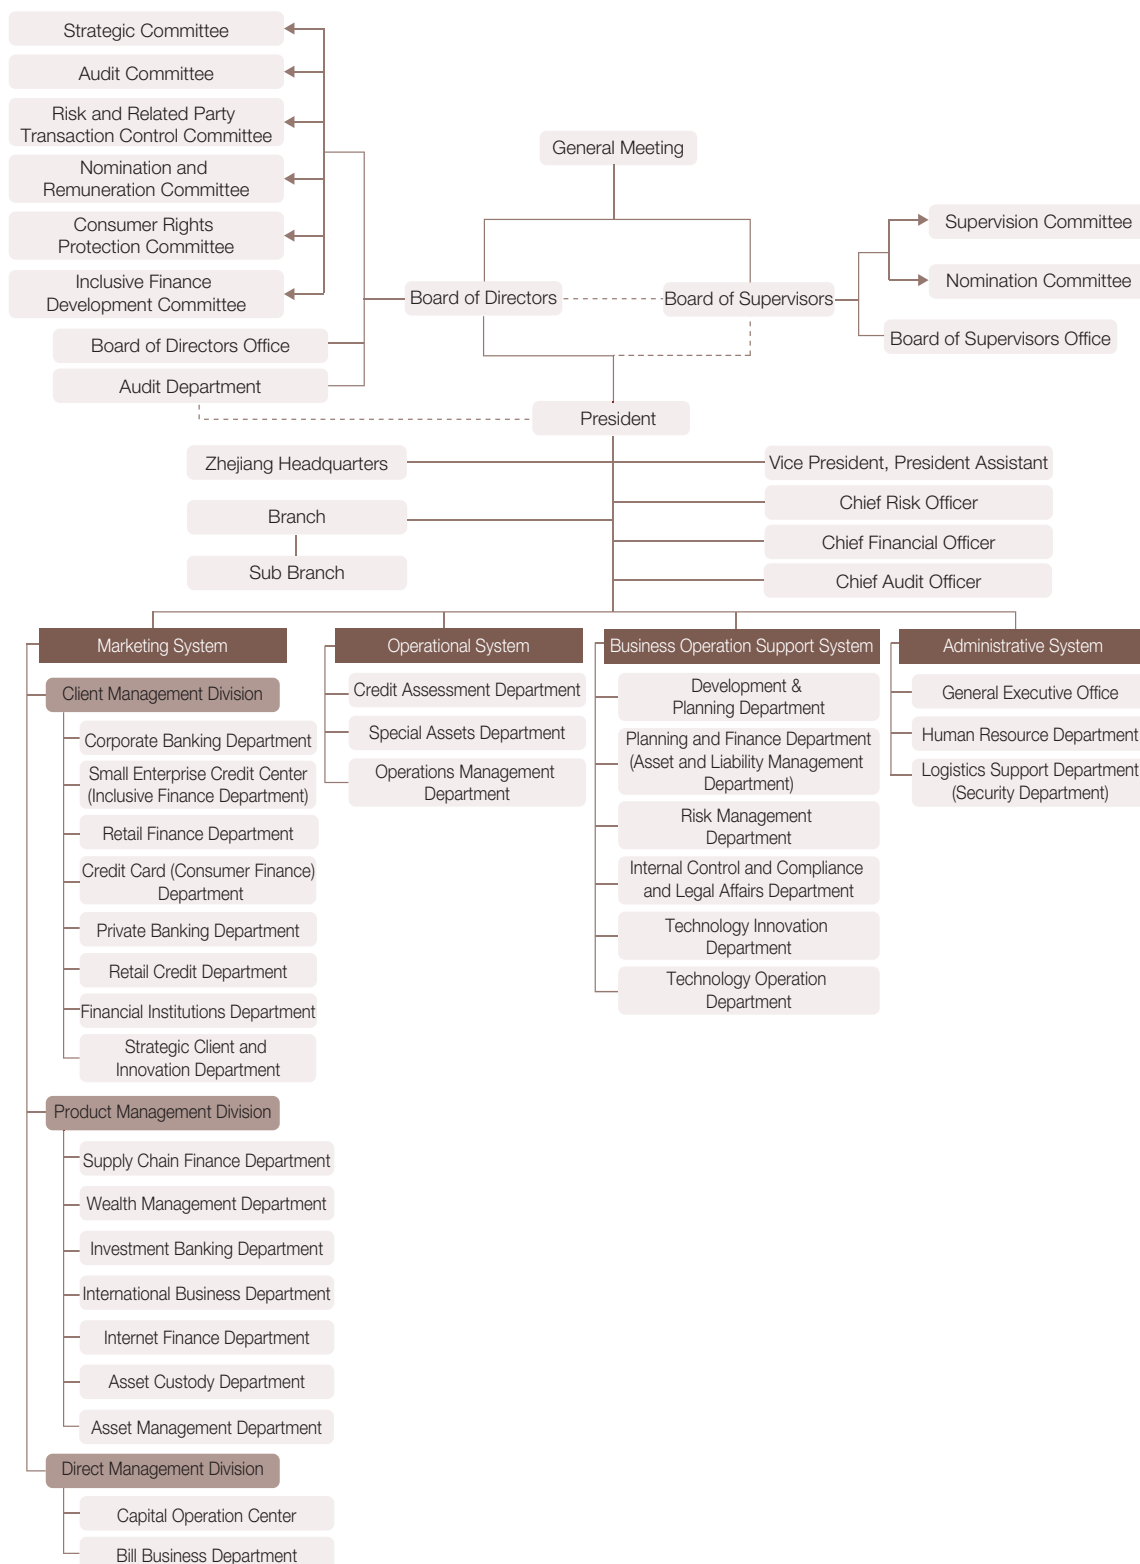 Strategic Committee
Audit Committee
Risk and Related Party
Transaction Control Committee
Nomination and
Remuneration Committee
Consumer Rights
Protection Committee
Inclusive Finance
Development Committee
Board of Directors Office
Audit Department
General Meeting
Board of Directors
Board of Supervisors
Supervision Committee
Nomination Committee
Board of Supervisors Office
President
Zhejiang Headquarters
Branch
Sub Branch
Vice President, President Assistant
Chief Risk Officer
Chief Financial Officer
Chief Audit Officer
Marketing System
Client Management Division
Corporate Banking Department
Small Enterprise Credit Center
(Inclusive Finance Department)
Retail Finance Department
Credit Card (Consumer Finance)
Department
Private Banking Department
Retail Credit Department
Financial Institutions Department
Strategic Client and
Innovation Department
Product Management Division
Supply Chain Finance Department
Wealth Management Department
Investment Banking Department
International Business Department
Internet Finance Department
Asset Custody Department
Asset Management Department
Direct Management Division
Capital Operation Center
Bill Business Department
Operational System
Credit Assessment Department
Special Assets Department
Operations Management
Department
Business Operation Support System
Development &
Planning Department
Planning and Finance Department
(Asset and Liability Management
Department)
Risk Management
Department
Internal Control and Compliance
and Legal Affairs Department
Technology Innovation
Department
Technology Operation
Department
Administrative System
General Executive Office
Human Resource Department
Logistics Support Department
(Security Department)